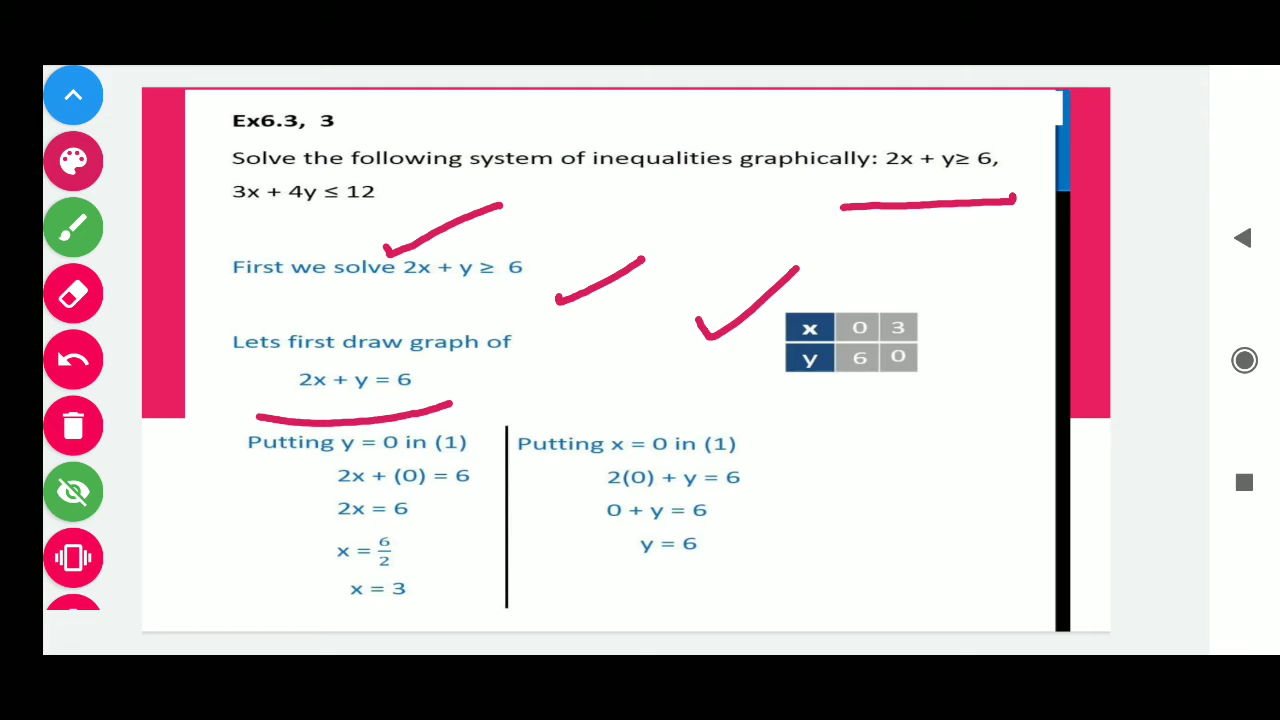 Ex6.3, 3
Solve the following system of inequalities graphically: 2x + y≥ 6,
3x + 4y ≤ 12
First we solve 2x + y ≥ 6
Lets first draw graph of
2x + y = 6
x 0 3
y 6 0
Putting y = 0 in (1)
2x + (0) = 6
2x = 6
x = 6/2
x = 3
Putting x = 0 in (1)
2(0) + y = 6
0 + y = 6
y = 6